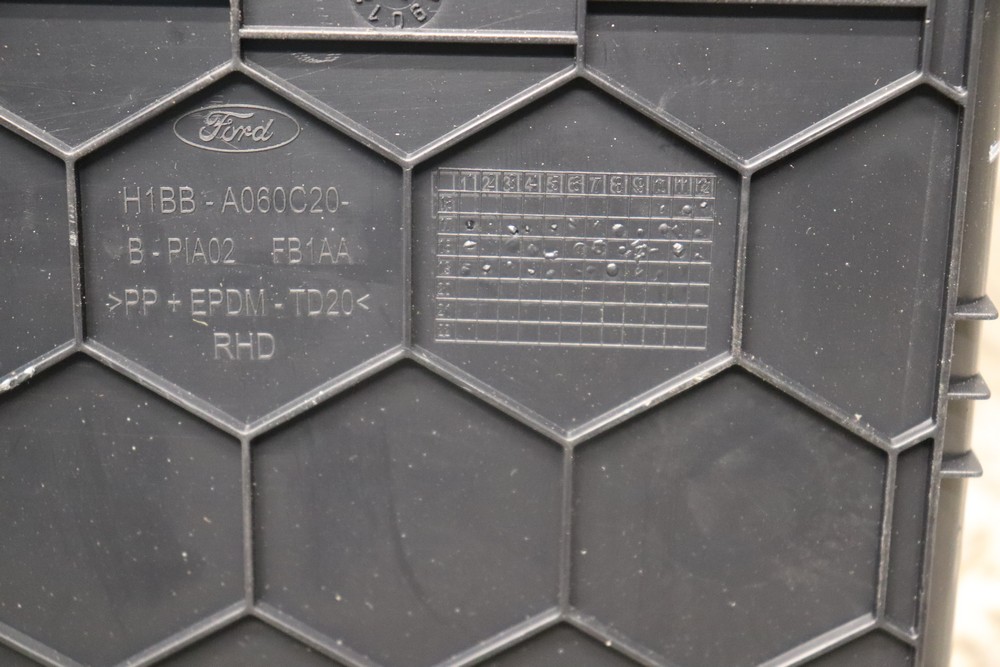 Ford
H1BB - A060C20-
B - PIA02 FB1AA
>PP + EPDM - TD20<
RHD
1 2 3 4 5 6 7 8 9 10 11 12